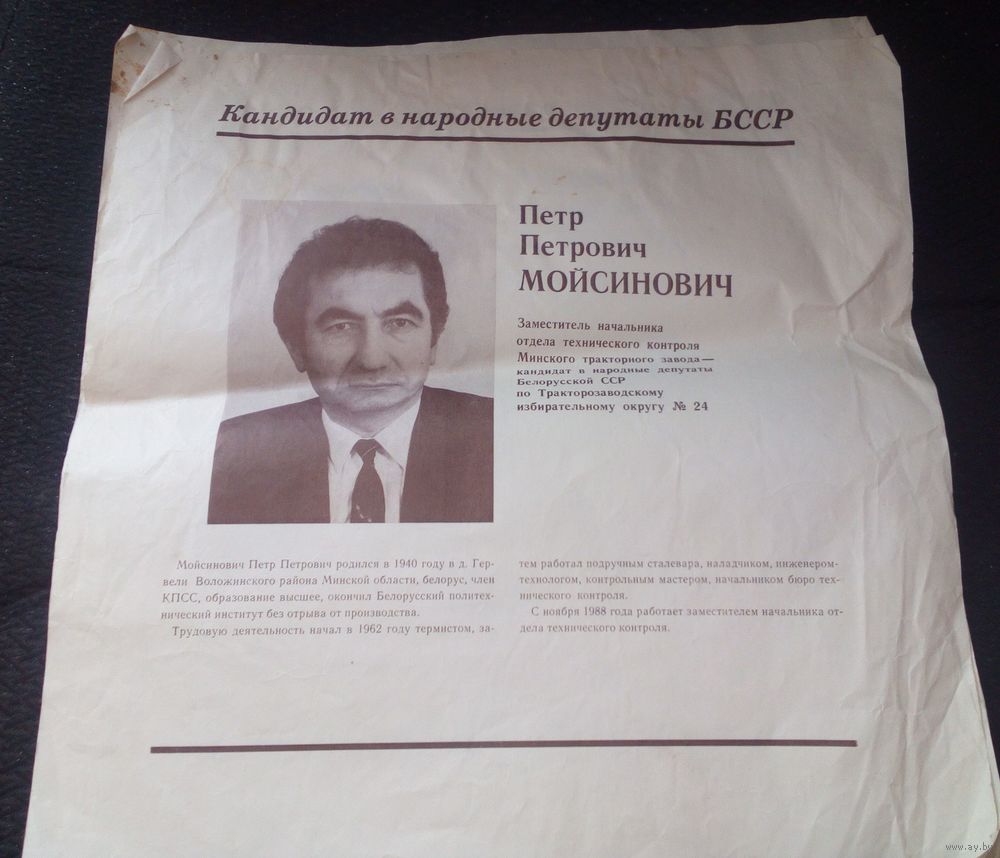 Кандидат в народные депутаты БССР
Петр
Петрович
МОЙСИНОВИЧ
Заместитель начальника
отдела технического контроля
Минского тракторного завода —
кандидат в народные депутаты
Белорусской ССР
по Тракторозаводскому
избирательному округу № 24
Мойсинович Петр Петрович родился в 1940 году в д. Гер-
вели Воложинского района Минской области, белорус, член
КПСС, образование высшее, окончил Белорусский политех-
нический институт без отрыва от производства.
Трудовую деятельность начал в 1962 году термистом, за-
тем работал подручным сталевара, наладчиком, инженером-
технологом, контрольным мастером, начальником бюро тех-
нического контроля.
С ноября 1988 года работает заместителем начальника от-
дела технического контроля.
www.ay.by